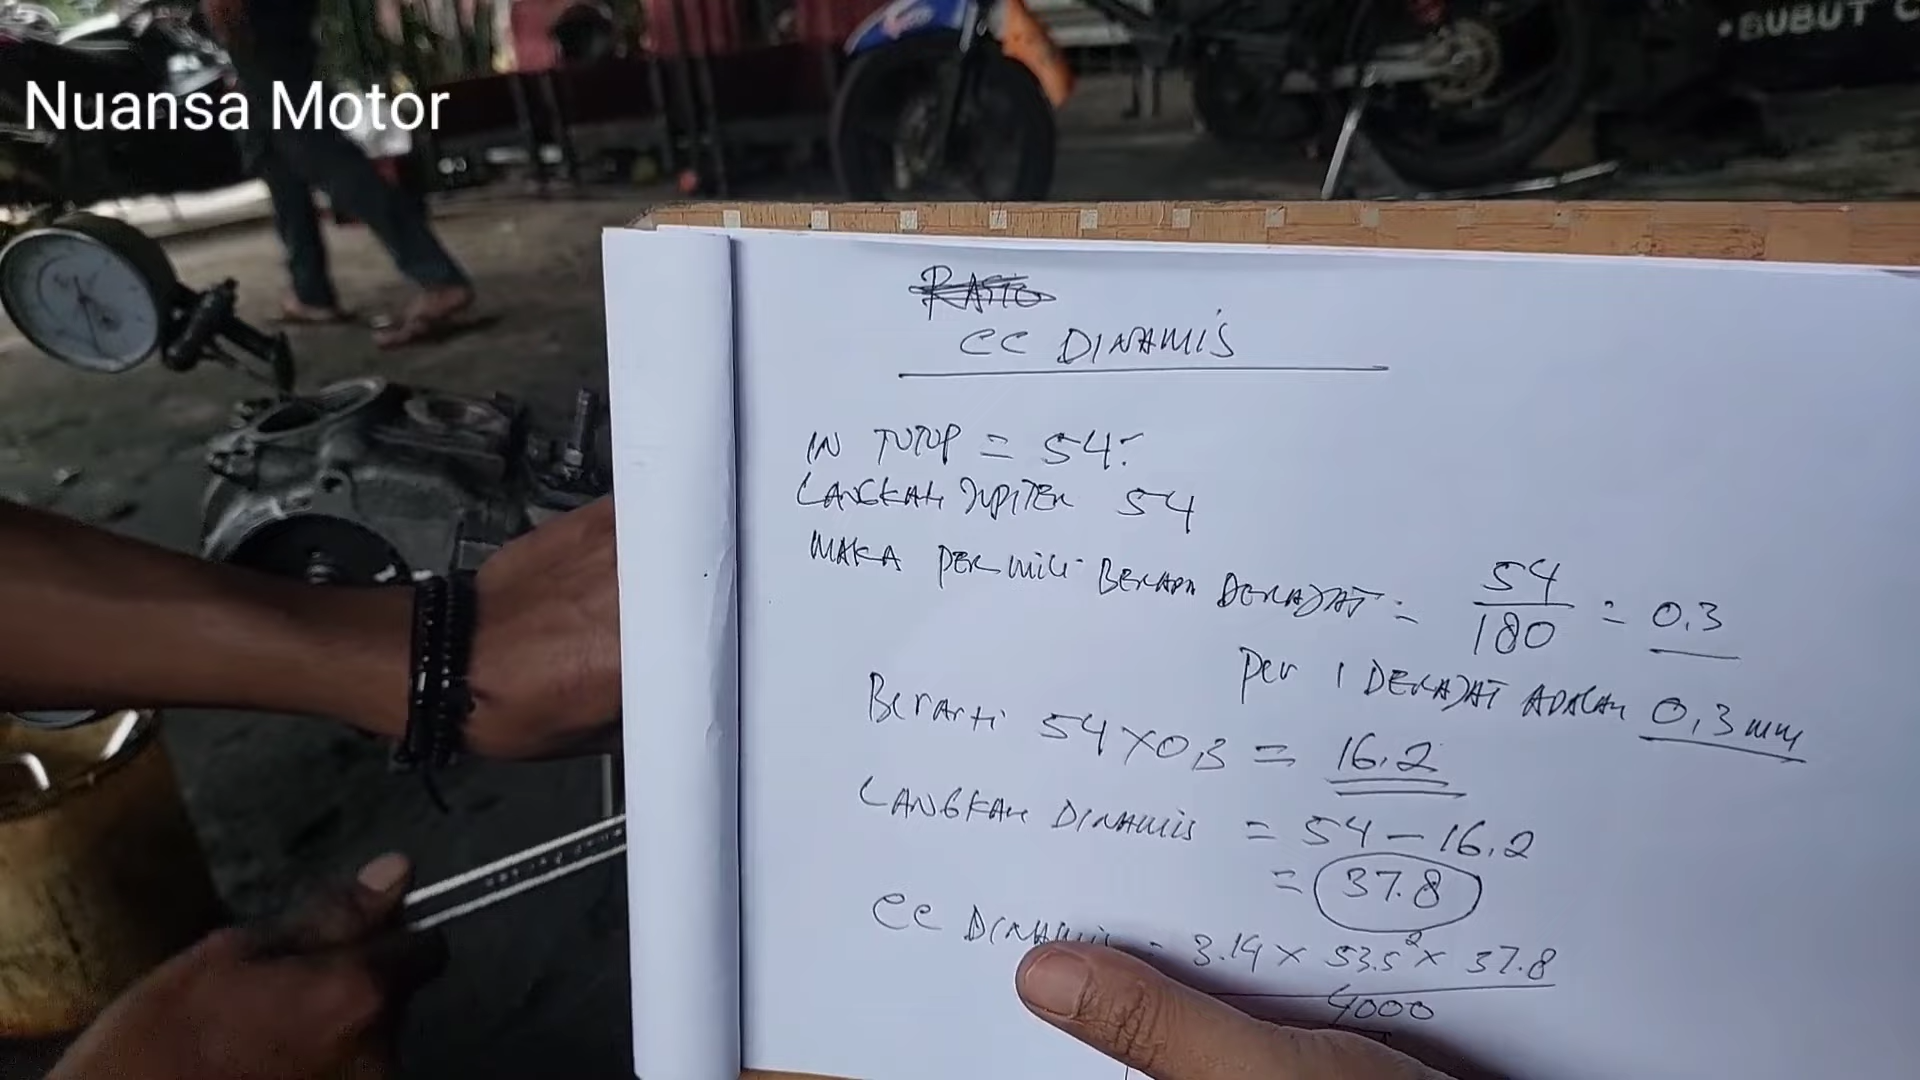 Nuansa Motor
• BUBUT C
RATIO
CC DINAMIS
IN TUTUP = 54°
LANGKAH JUPITER 54
MAKA PER MILI BERAPA DERAJAT = 54/180 = 0.3
Per 1 DERAJAT ADALAH 0,3 mm
Berarti 54 X 0,3 = 16.2
LANGKAH DINAMIS = 54 - 16.2
= 37.8
CC DINAMIS = 3.14 x 53.5² x 37.8
4000